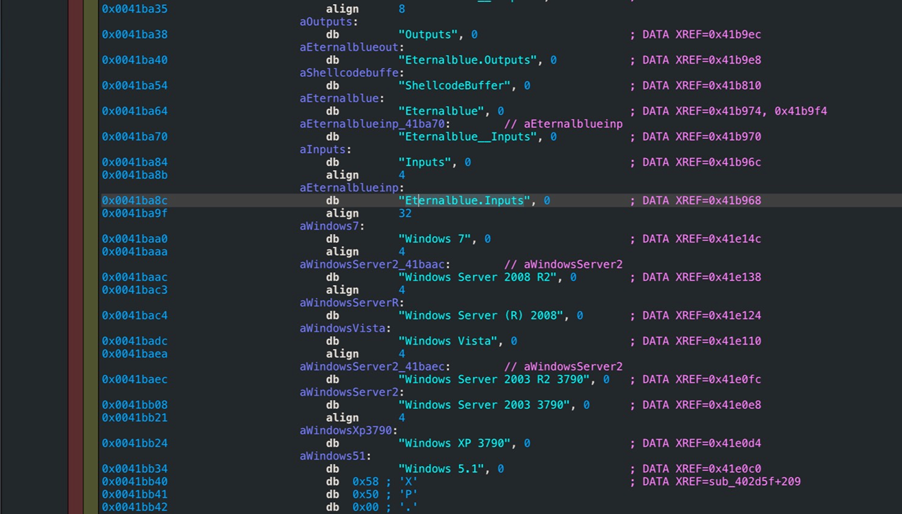 0x0041ba35 align 8
aOutputs:
0x0041ba38 db "Outputs", 0 ; DATA XREF=0x41b9ec
aEternalblueout:
0x0041ba40 db "Eternalblue.Outputs", 0 ; DATA XREF=0x41b9e8
aShellcodebuffe:
0x0041ba54 db "ShellcodeBuffer", 0 ; DATA XREF=0x41b810
aEternalblue:
0x0041ba64 db "Eternalblue", 0 ; DATA XREF=0x41b974, 0x41b9f4
aEternalblueinp_41ba70: // aEternalblueinp
0x0041ba70 db "Eternalblue__Inputs", 0 ; DATA XREF=0x41b970
aInputs:
0x0041ba84 db "Inputs", 0 ; DATA XREF=0x41b96c
0x0041ba8b align 4
aEternalblueinp:
0x0041ba8c db "Eternalblue.Inputs", 0 ; DATA XREF=0x41b968
0x0041ba9f align 32
aWindows7:
0x0041baa0 db "Windows 7", 0 ; DATA XREF=0x41e14c
0x0041baaa align 4
aWindowsServer2_41baac: // aWindowsServer2
0x0041baac db "Windows Server 2008 R2", 0 ; DATA XREF=0x41e138
0x0041bac3 align 4
aWindowsServerR:
0x0041bac4 db "Windows Server (R) 2008", 0 ; DATA XREF=0x41e124
aWindowsVista:
0x0041badc db "Windows Vista", 0 ; DATA XREF=0x41e110
0x0041baea align 4
aWindowsServer2_41baec: // aWindowsServer2
0x0041baec db "Windows Server 2003 R2 3790", 0 ; DATA XREF=0x41e0fc
aWindowsServer2:
0x0041bb08 db "Windows Server 2003 3790", 0 ; DATA XREF=0x41e0e8
0x0041bb21 align 4
aWindowsXp3790:
0x0041bb24 db "Windows XP 3790", 0 ; DATA XREF=0x41e0d4
aWindows51:
0x0041bb34 db "Windows 5.1", 0 ; DATA XREF=0x41e0c0
0x0041bb40 db 0x58 ; 'X' ; DATA XREF=sub_402d5f+209
0x0041bb41 db 0x50 ; 'P'
0x0041bb42 db 0x00 ; '.'